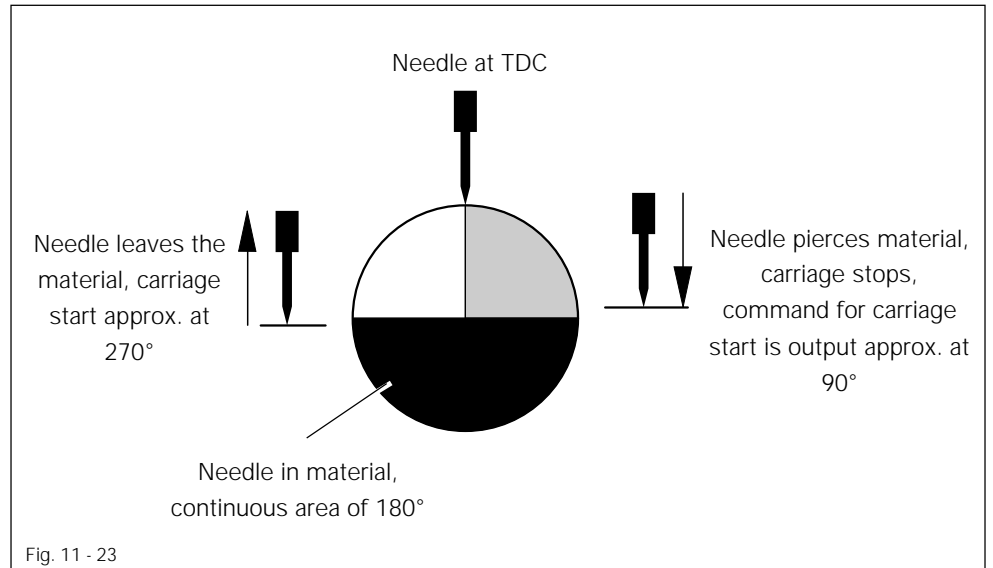 Needle at TDC
Needle leaves the
material, carriage
start approx. at
270°
Needle pierces material,
carriage stops,
command for carriage
start is output approx. at
90°
Needle in material,
continuous area of 180°
Fig. 11 - 23